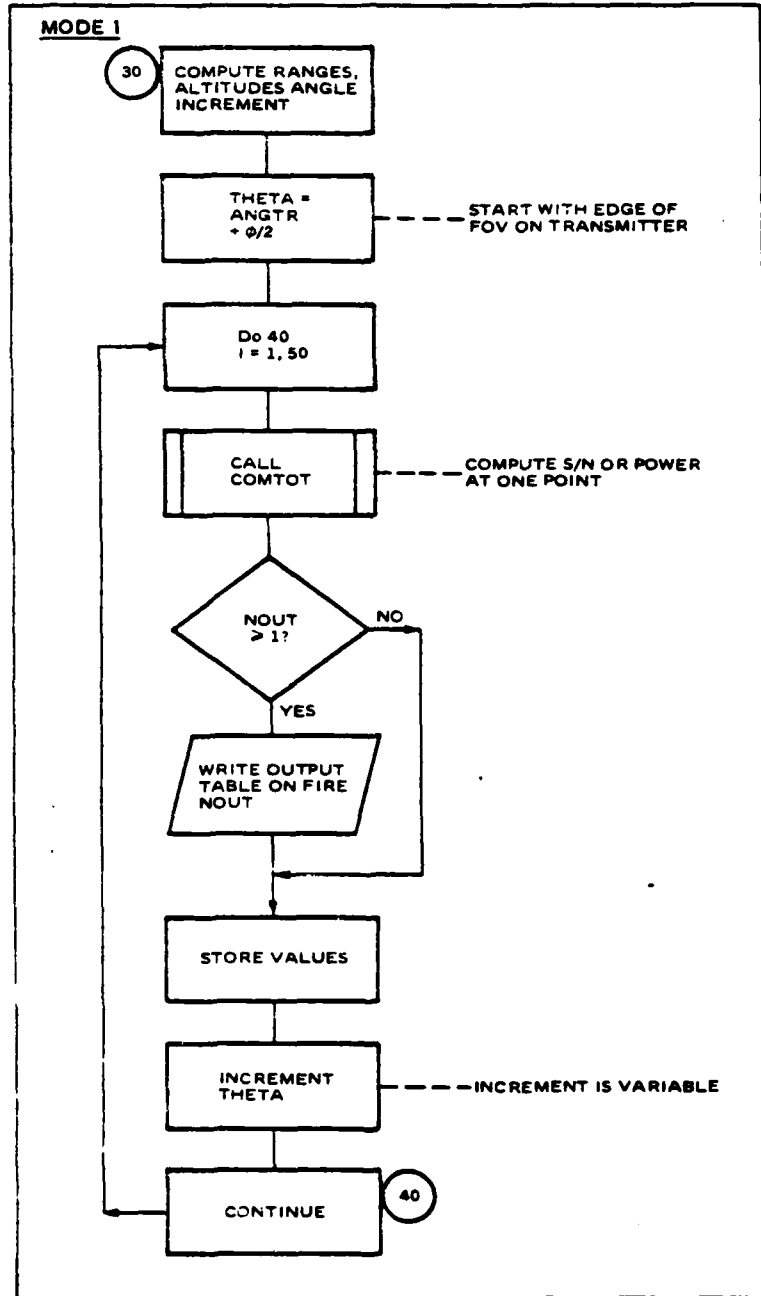 MODE 1
30
COMPUTE RANGES,
ALTITUDES ANGLE
INCREMENT
THETA =
ANGTR
+ φ/2
START WITH EDGE OF
FOV ON TRANSMITTER
Do 40
I = 1, 50
CALL
COMTOT
COMPUTE S/N OR POWER
AT ONE POINT
NOUT
≥ 1?
NO
YES
WRITE OUTPUT
TABLE ON FIRE
NOUT
STORE VALUES
INCREMENT
THETA
INCREMENT IS VARIABLE
CONTINUE
40